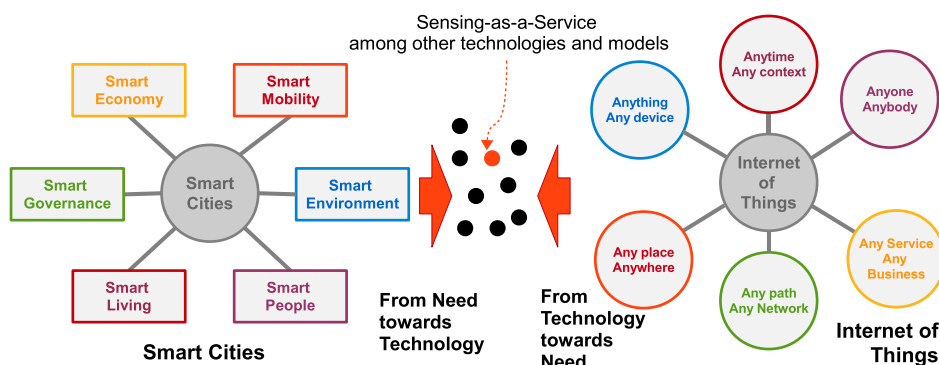 Sensing-as-a-Service
among other technologies and models
Smart
Economy
Smart
Mobility
Smart
Governance
Smart
Cities
Smart
Environment
Smart
Living
Smart
People
Smart Cities
From Need
towards
Technology
From
Technology
towards
Need
Anytime
Any context
Anything
Any device
Anyone
Anybody
Internet
of
Things
Any place
Anywhere
Any path
Any Network
Any Service
Any
Business
Internet of
Things